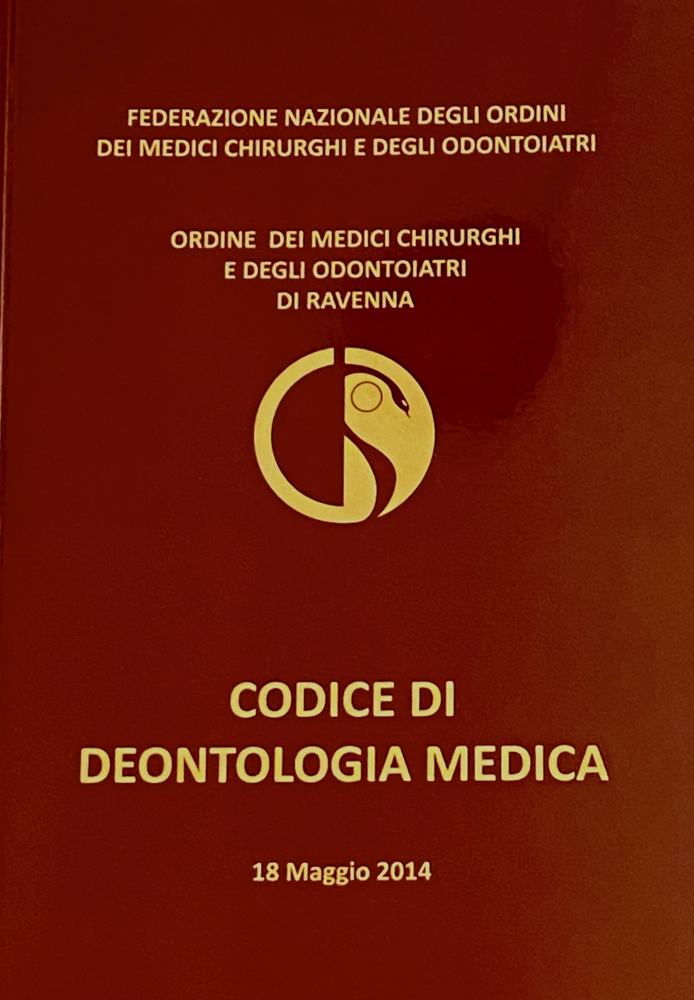 FEDERAZIONE NAZIONALE DEGLI ORDINI
DEI MEDICI CHIRURGHI E DEGLI ODONTOIATRI
ORDINE DEI MEDICI CHIRURGHI
E DEGLI ODONTOIATRI
DI RAVENNA
CODICE DI
DEONTOLOGIA MEDICA
18 Maggio 2014